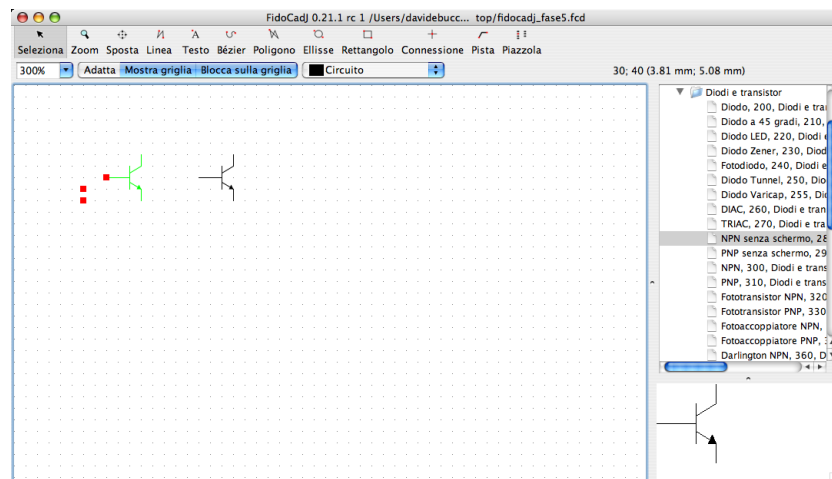 FidoCadJ 0.21.1 rc 1 /Users/davidebucc... top/fidocadj_fase5.fcd
Seleziona Zoom Sposta Linea Testo Bézier Poligono Ellisse Rettangolo Connessione Pista Piazzola
300% Adatta Mostra griglia Blocca sulla griglia Circuito 30; 40 (3.81 mm; 5.08 mm)
Diodi e transistor
Diodo, 200, Diodi e tra
Diodo a 45 gradi, 210,
Diodo LED, 220, Diodi e
Diodo Zener, 230, Diod
Fotodiodo, 240, Diodi e
Diodo Tunnel, 250, Dio
Diodo Varicap, 255, Dio
DIAC, 260, Diodi e tran
TRIAC, 270, Diodi e tra
NPN senza schermo, 28
PNP senza schermo, 29
NPN, 300, Diodi e trans
PNP, 310, Diodi e transi
Fototransistor NPN, 320
Fototransistor PNP, 330
Fotoaccoppiatore NPN,
Fotoaccoppiatore PNP,
Darlington NPN, 360, D